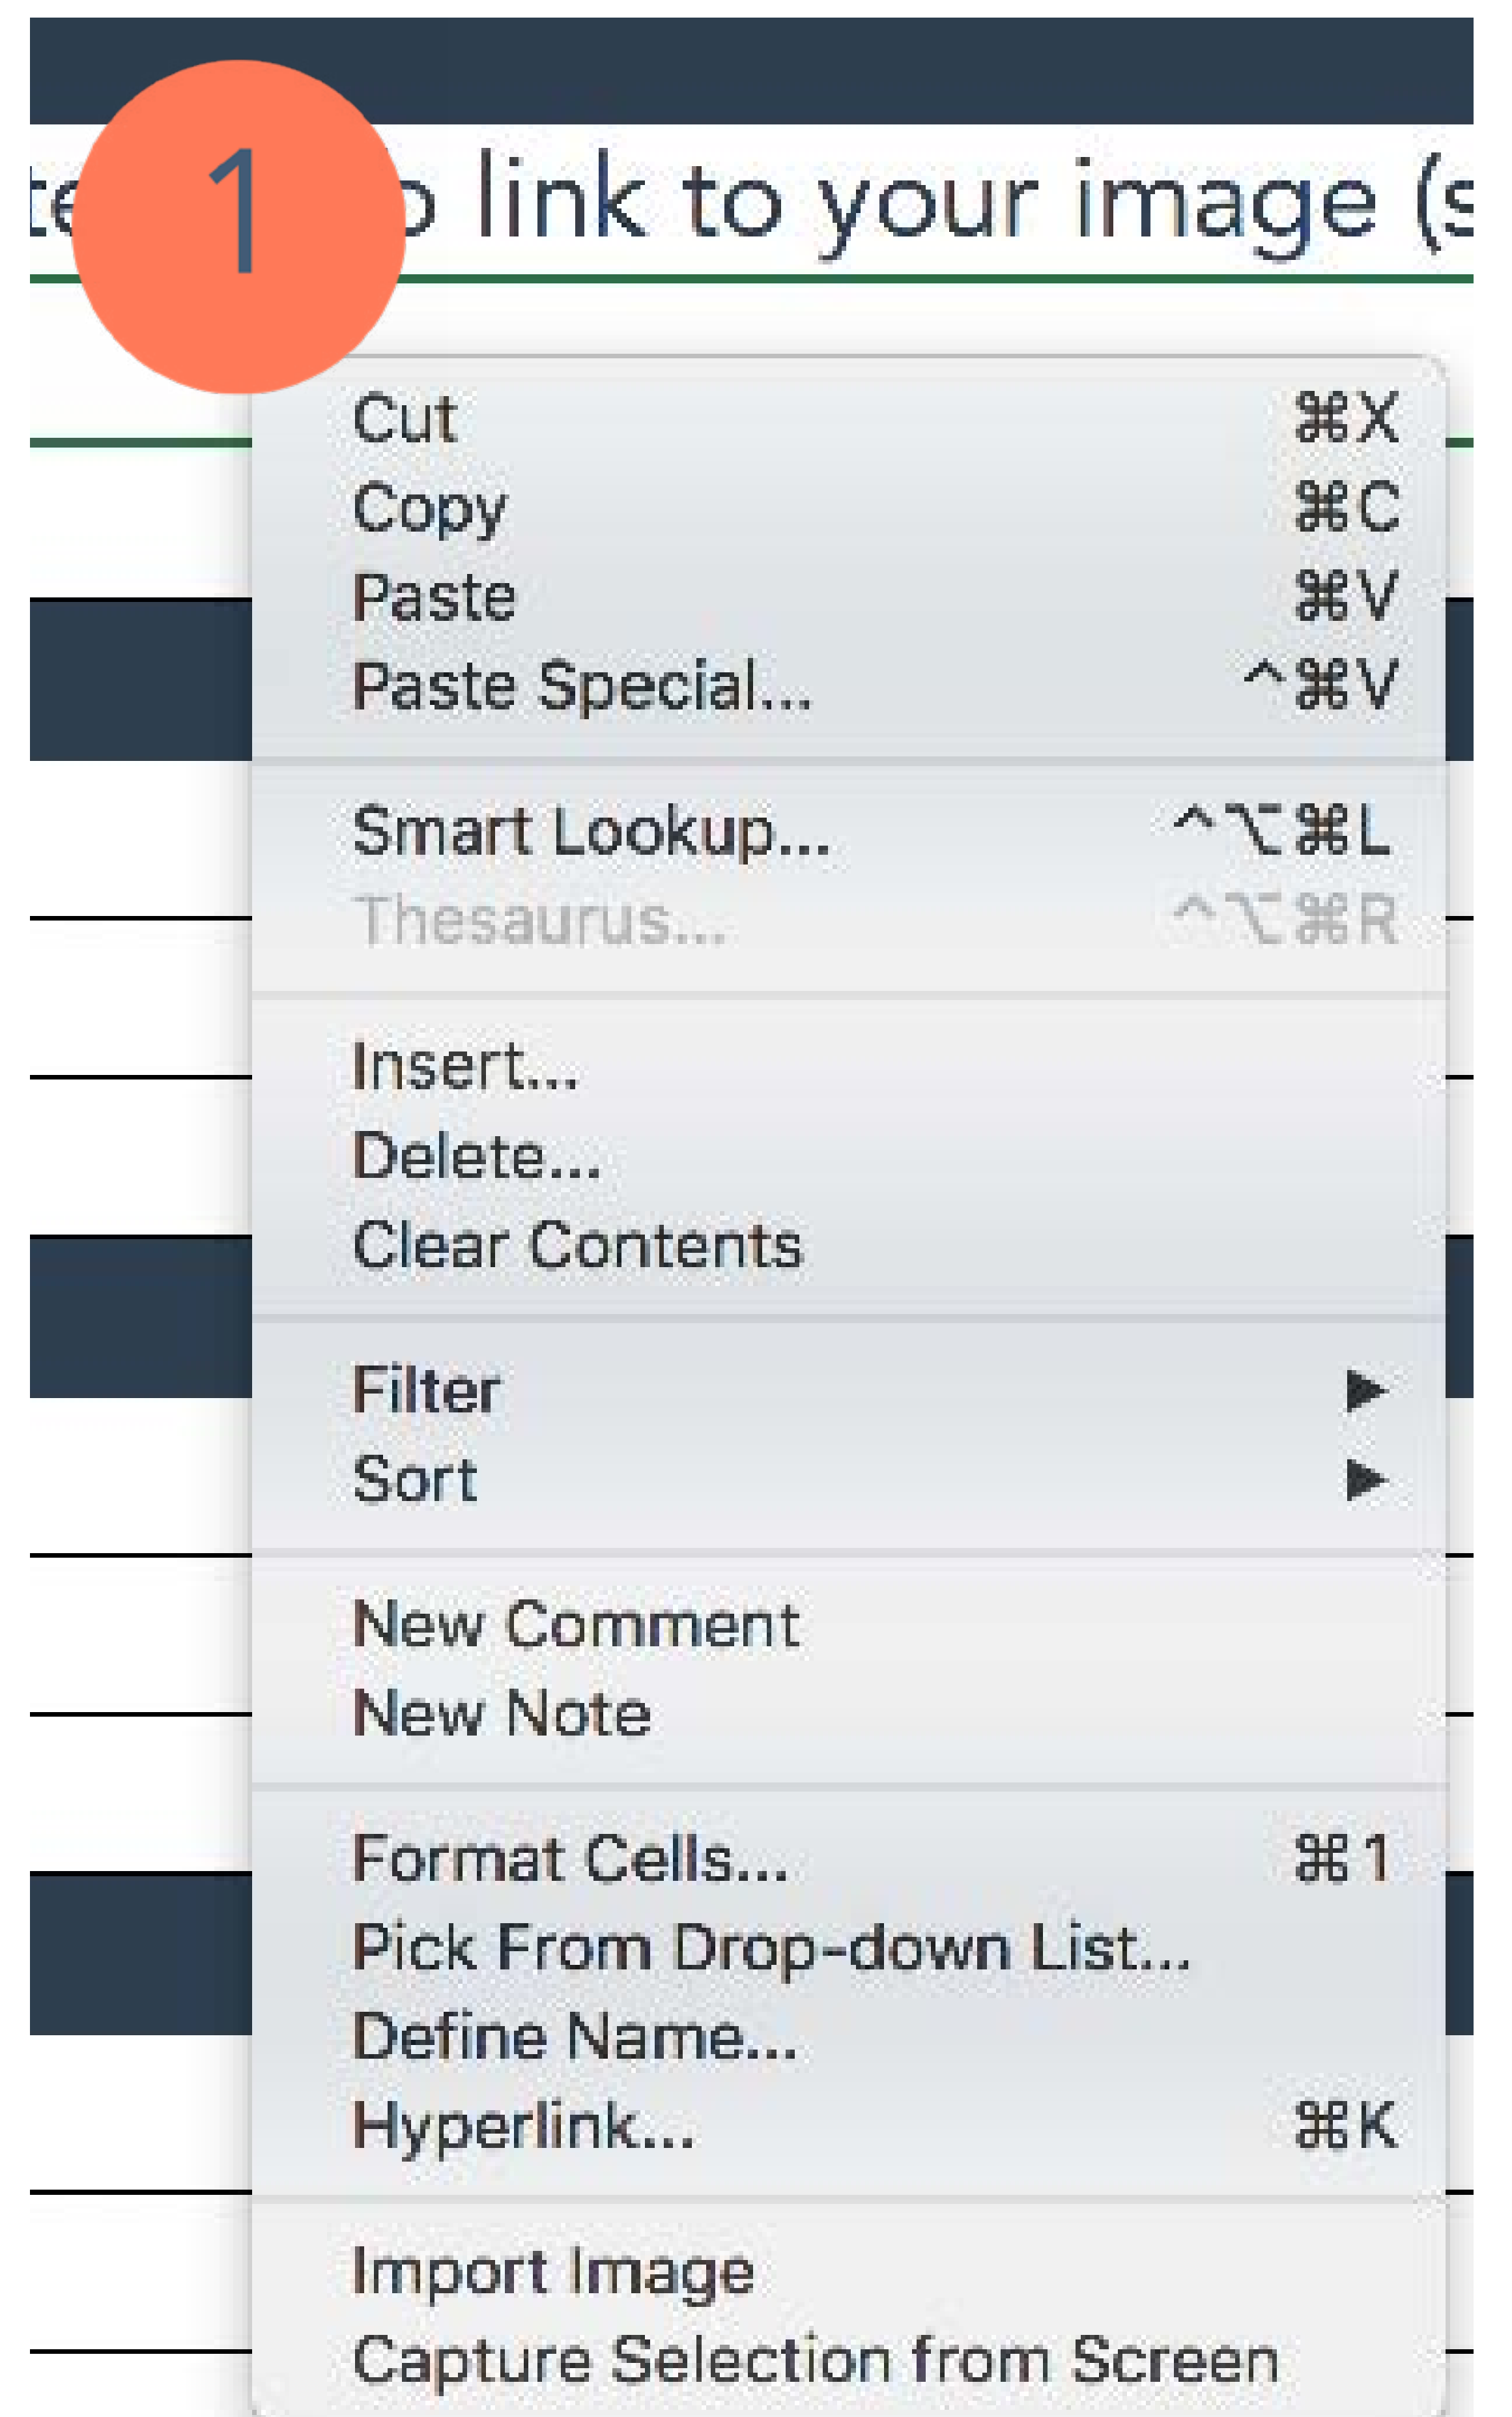 1
link to your image
Cut ⌘X
Copy ⌘C
Paste ⌘V
Paste Special... ^⌘V
Smart Lookup... ^⌥⌘L
Thesaurus... ^⌥⌘R
Insert...
Delete...
Clear Contents
Filter ▶
Sort ▶
New Comment
New Note
Format Cells... ⌘1
Pick From Drop-down List...
Define Name...
Hyperlink... ⌘K
Import Image
Capture Selection from Screen